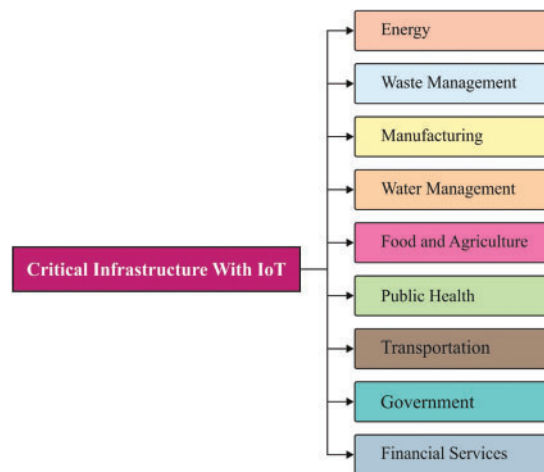 Energy
Waste Management
Manufacturing
Water Management
Critical Infrastructure With IoT
Food and Agriculture
Public Health
Transportation
Government
Financial Services